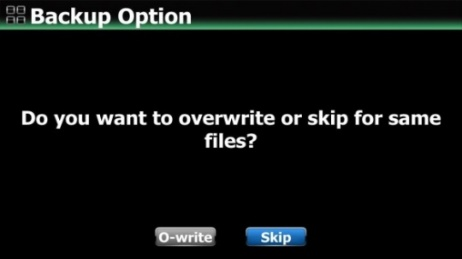 Backup Option
Do you want to overwrite or skip for same
files?
O-write
Skip